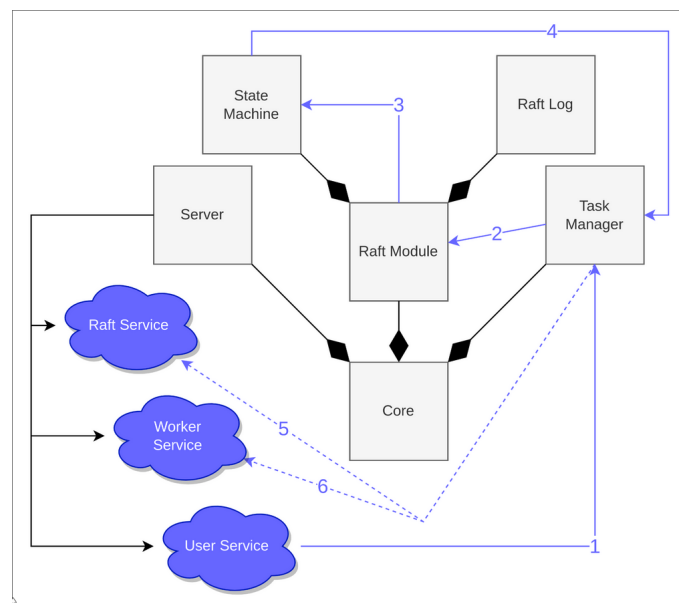 4
State
Machine
3
Raft Log
Server
Task
Manager
2
Raft Module
Raft Service
Core
Worker
Service
5
6
User Service
1